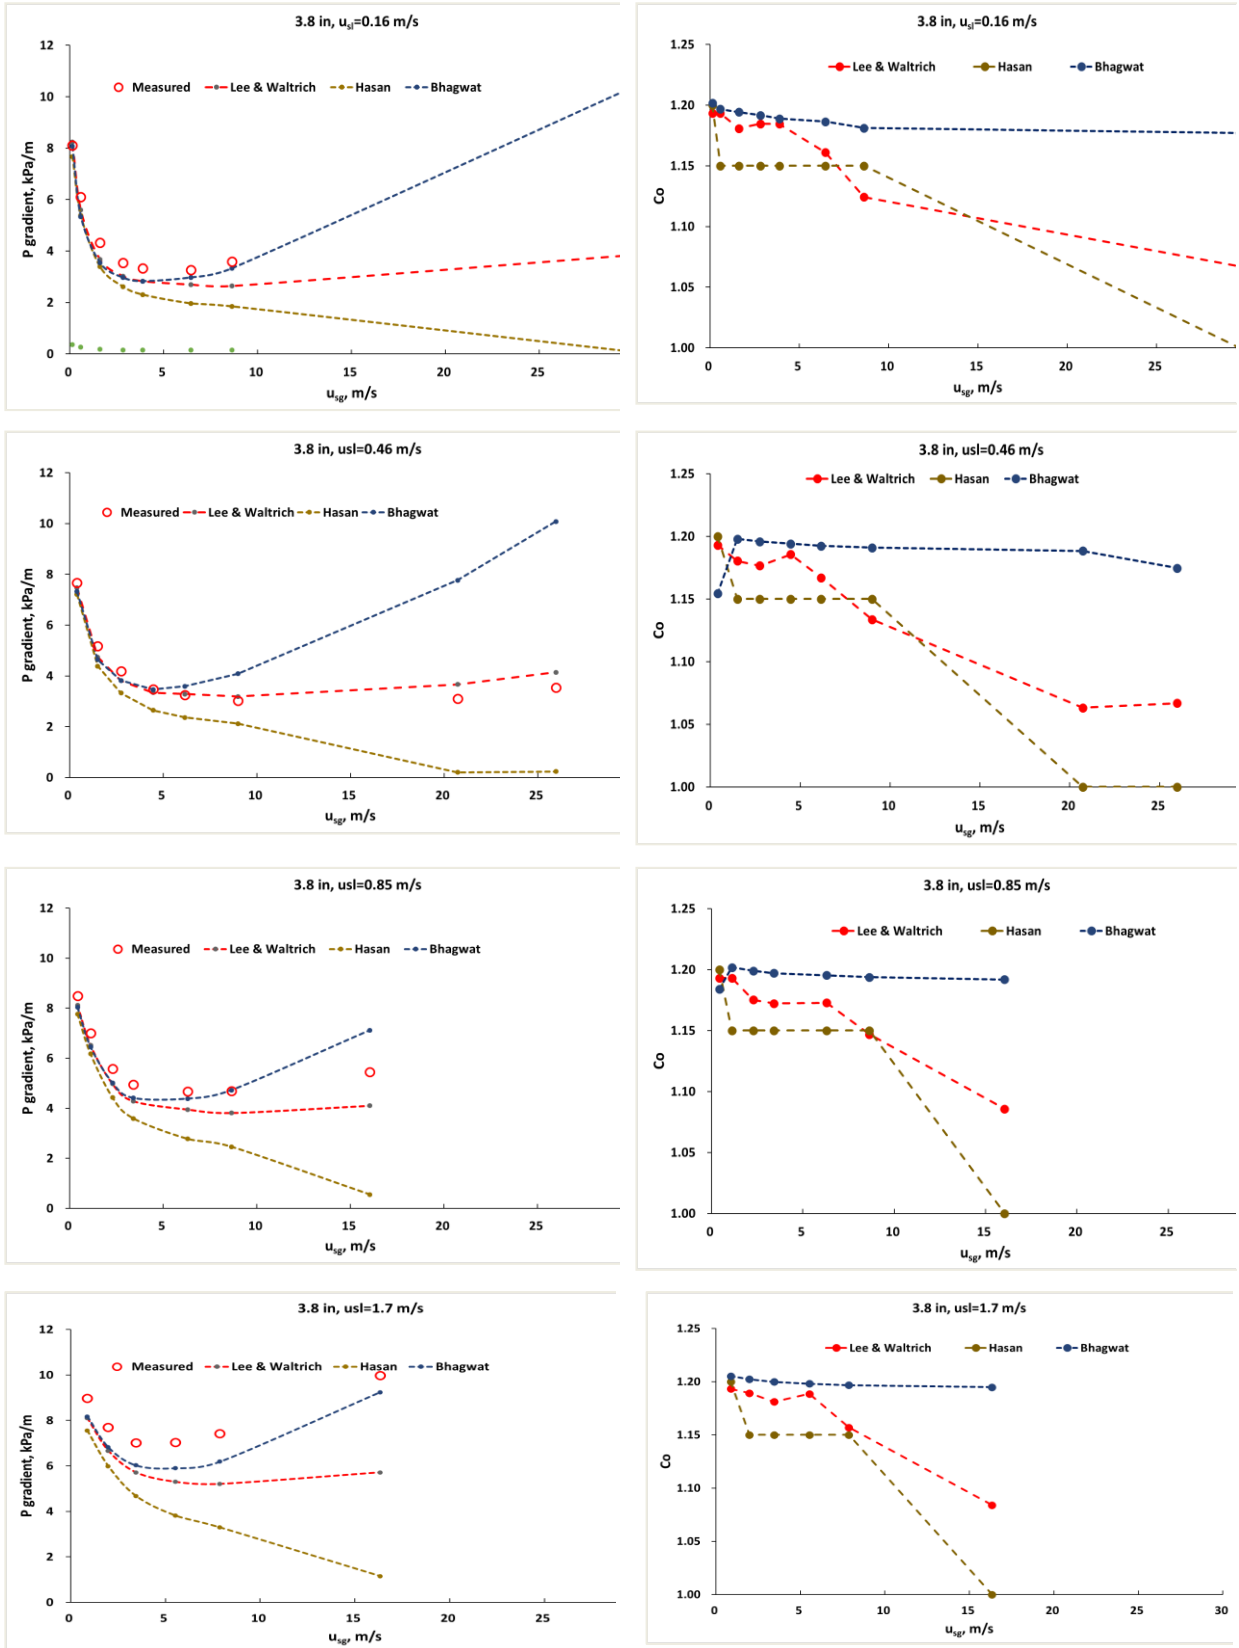 3.8 in, usl=0.16 m/s
12
10
8
6
4
2
0
P gradient, kPa/m
Measured Lee & Waltrich Hasan Bhagwat
0 5 10 15 20 25
usg, m/s
3.8 in, usl=0.16 m/s
1.25
1.20
1.15
1.10
1.05
1.00
Co
Lee & Waltrich Hasan Bhagwat
0 5 10 15 20 25
usg, m/s
3.8 in, usl=0.46 m/s
12
10
8
6
4
2
0
P gradient, kPa/m
Measured Lee & Waltrich Hasan Bhagwat
0 5 10 15 20 25
usg, m/s
3.8 in, usl=0.46 m/s
1.25
1.20
1.15
1.10
1.05
1.00
Co
Lee & Waltrich Hasan Bhagwat
0 5 10 15 20 25
usg, m/s
3.8 in, usl=0.85 m/s
12
10
8
6
4
2
0
P gradient, kPa/m
Measured Lee & Waltrich Hasan Bhagwat
0 5 10 15 20 25
usg, m/s
3.8 in, usl=0.85 m/s
1.25
1.20
1.15
1.10
1.05
1.00
Co
Lee & Waltrich Hasan Bhagwat
0 5 10 15 20 25
usg, m/s
3.8 in, usl=1.7 m/s
12
10
8
6
4
2
0
P gradient, kPa/m
Measured Lee & Waltrich Hasan Bhagwat
0 5 10 15 20 25
usg, m/s
3.8 in, usl=1.7 m/s
1.25
1.20
1.15
1.10
1.05
1.00
Co
Lee & Waltrich Hasan Bhagwat
0 5 10 15 20 25 30
usg, m/s